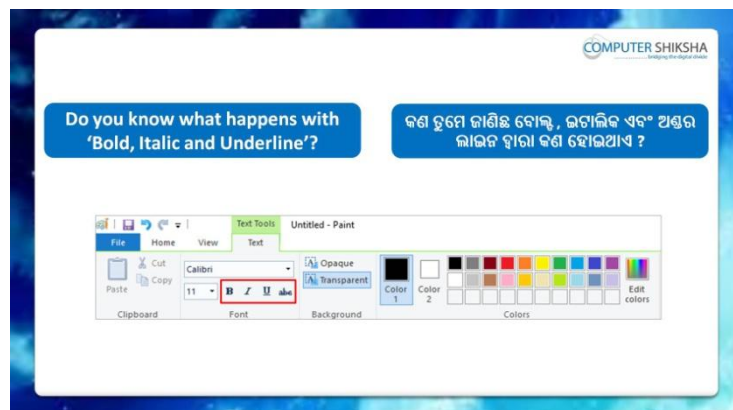 COMPUTER SHIKSHA
.......bridging the digital divide
Do you know what happens with
‘Bold, Italic and Underline’?
କଣ ତୁମେ ଜାଣିଛ ବୋଲ୍ଡ , ଇଟାଲିକ ଏବଂ ଅଣ୍ଡର
ଲାଇନ ଦ୍ୱାରା କଣ ହୋଇଥାଏ ?
Text Tools Untitled - Paint
File Home View Text
Paste Cut Copy
Calibri
11 B I U abc
Opaque
Transparent
Color 1
Color 2
Edit colors
Clipboard Font Background Colors